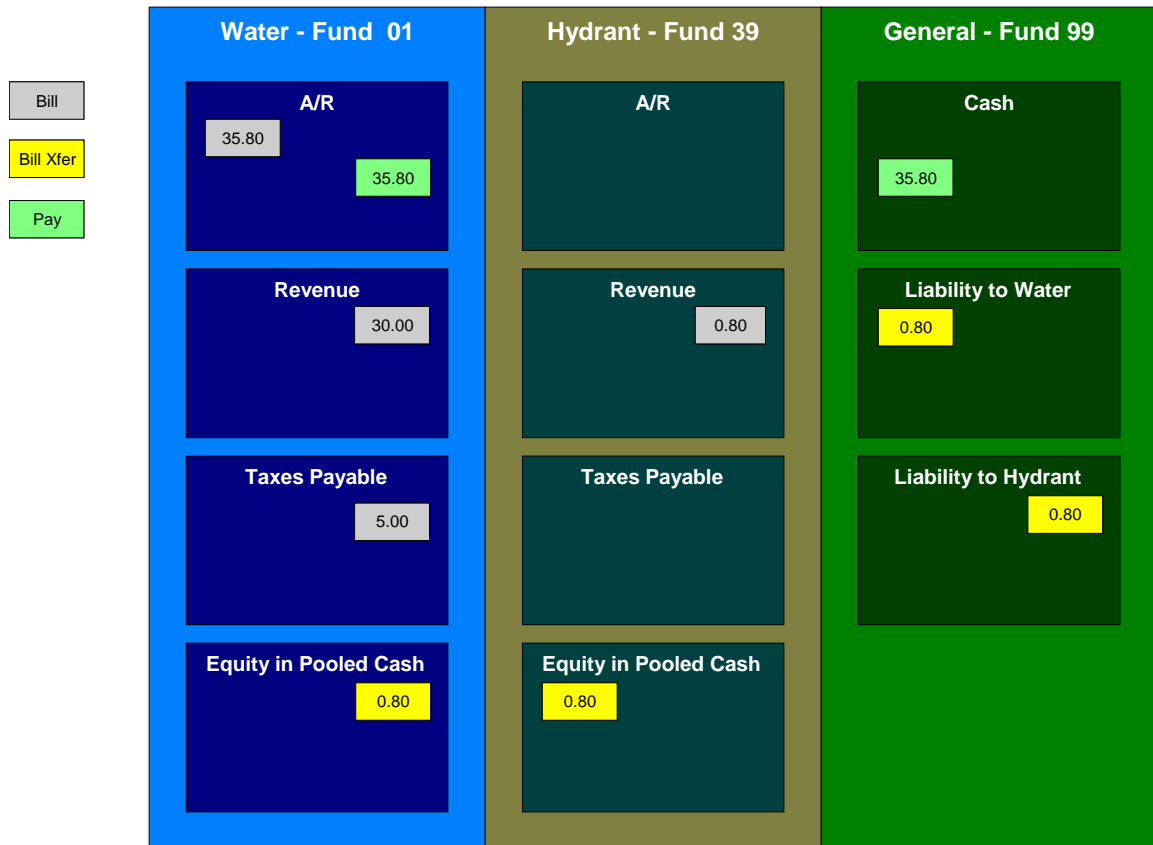 Water - Fund 01
Hydrant - Fund 39
General - Fund 99
Bill
Bill Xfer
Pay
A/R
35.80
35.80
A/R
Cash
35.80
Revenue
30.00
Revenue
0.80
Liability to Water
0.80
Taxes Payable
5.00
Taxes Payable
Liability to Hydrant
0.80
Equity in Pooled Cash
0.80
Equity in Pooled Cash
0.80